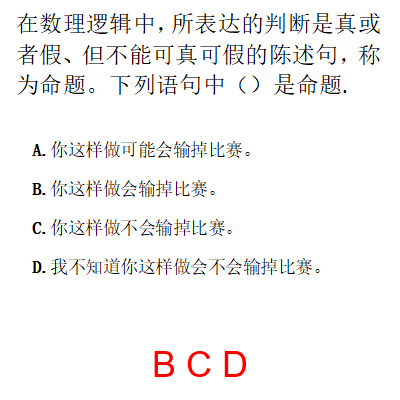 在数理逻辑中，所表达的判断是真或
者假、但不能可真可假的陈述句，称
为命题。下列语句中（）是命题.
A. 你这样做可能会输掉比赛。
B. 你这样做会输掉比赛。
C. 你这样做不会输掉比赛。
D. 我不知道你这样做会不会输掉比赛。
B C D